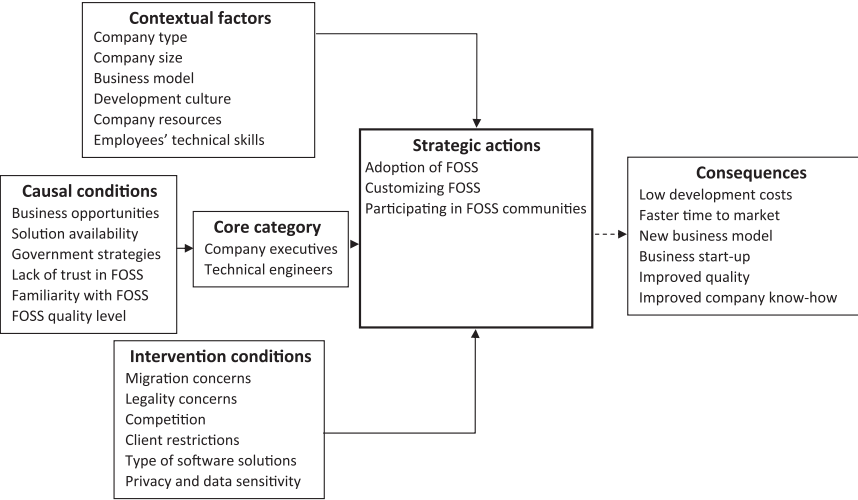 Contextual factors
Company type
Company size
Business model
Development culture
Company resources
Employees’ technical skills
Causal conditions
Business opportunities
Solution availability
Government strategies
Lack of trust in FOSS
Familiarity with FOSS
FOSS quality level
Core category
Company executives
Technical engineers
Strategic actions
Adoption of FOSS
Customizing FOSS
Participating in FOSS communities
Consequences
Low development costs
Faster time to market
New business model
Business start-up
Improved quality
Improved company know-how
Intervention conditions
Migration concerns
Legality concerns
Competition
Client restrictions
Type of software solutions
Privacy and data sensitivity